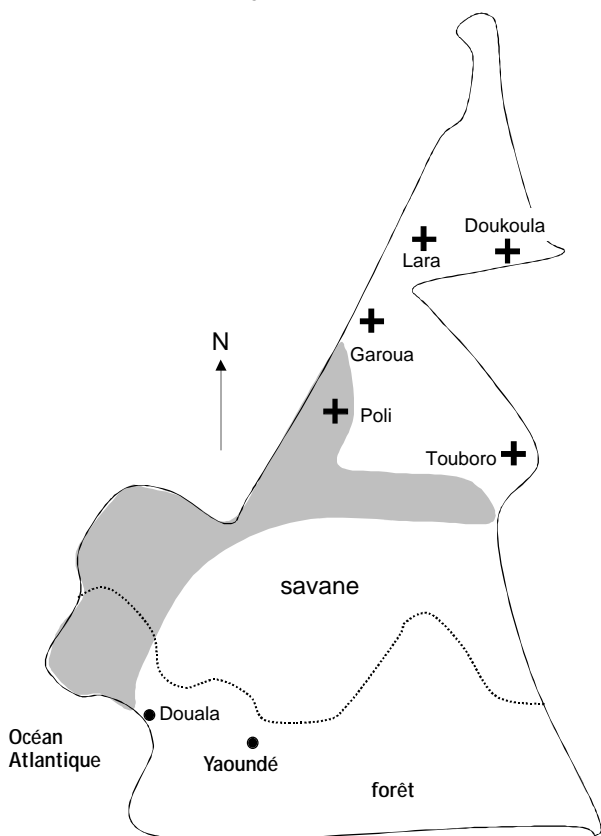 Doukoula
Lara
N
Garoua
Poli
Touboro
savane
Douala
Océan
Atlantique
Yaoundé
forêt